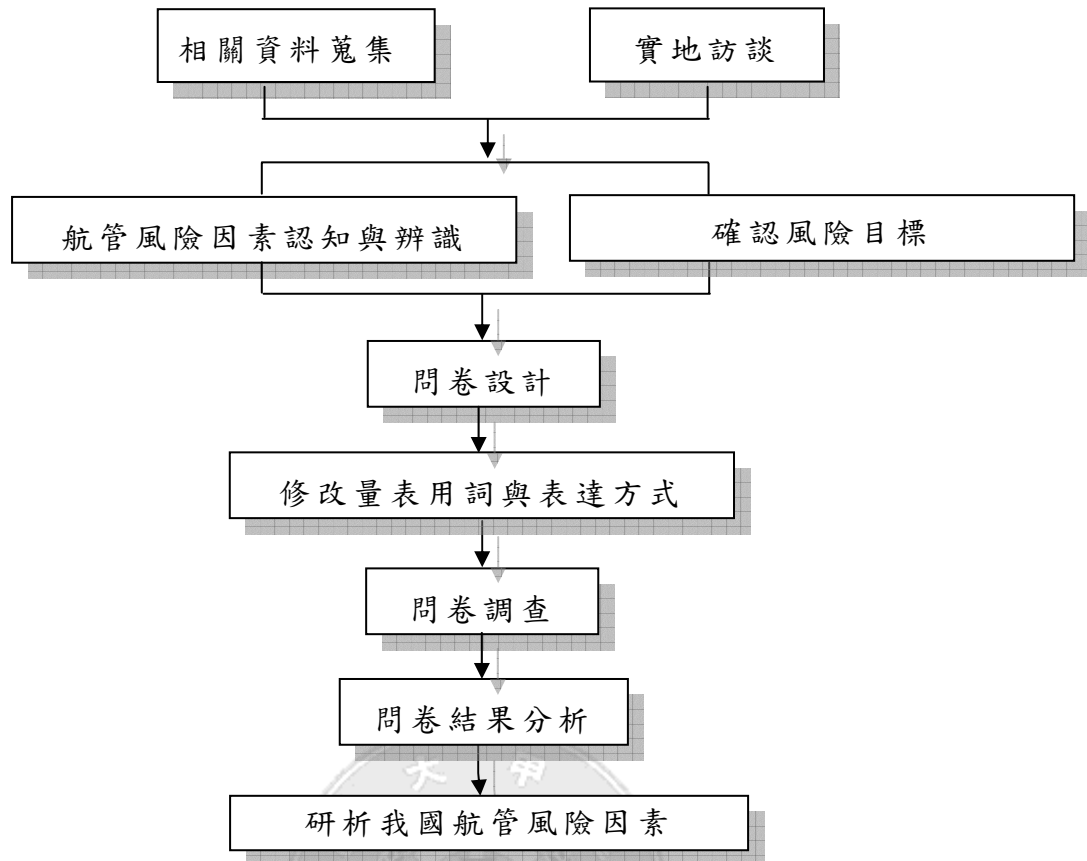 相關資料蒐集
實地訪談
航管風險因素認知與辨識
確認風險目標
問卷設計
修改量表用詞與表達方式
問卷調查
問卷結果分析
研析我國航管風險因素